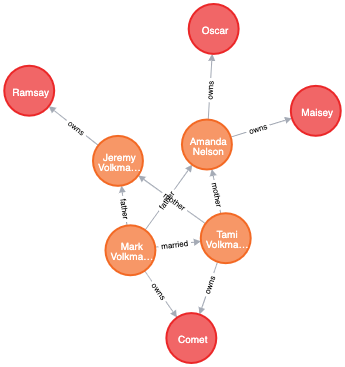 Oscar
Ramsay
owns
Maisey
owns
owns
Amanda
Nelson
Jeremy
Volkma…
father
father
mother
mother
Mark
Volkma…
married
Tami
Volkma…
owns
owns
Comet